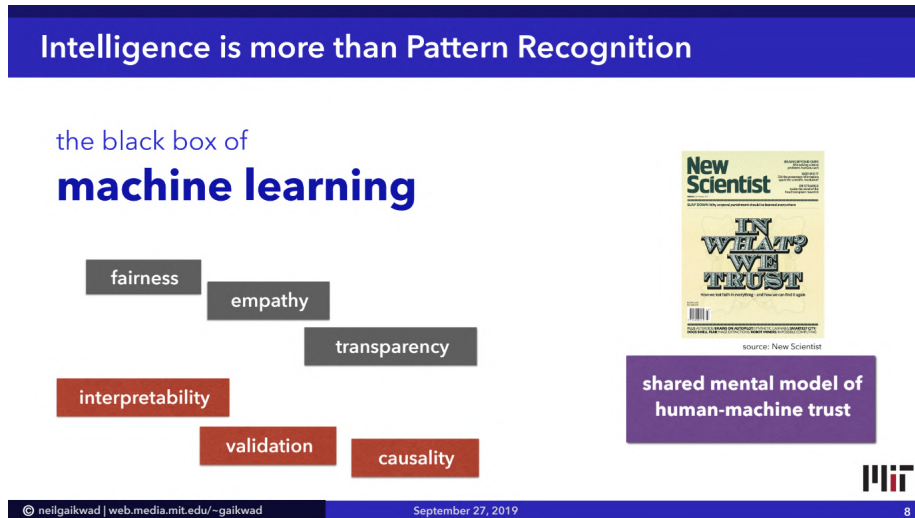 Intelligence is more than Pattern Recognition
the black box of
machine learning
fairness
empathy
transparency
interpretability
validation
causality
New
Scientist
IN
WHAT?
WE
TRUST
source: New Scientist
shared mental model of
human-machine trust
MIT
© neilgaikwad | web.media.mit.edu/~gaikwad
September 27, 2019
8